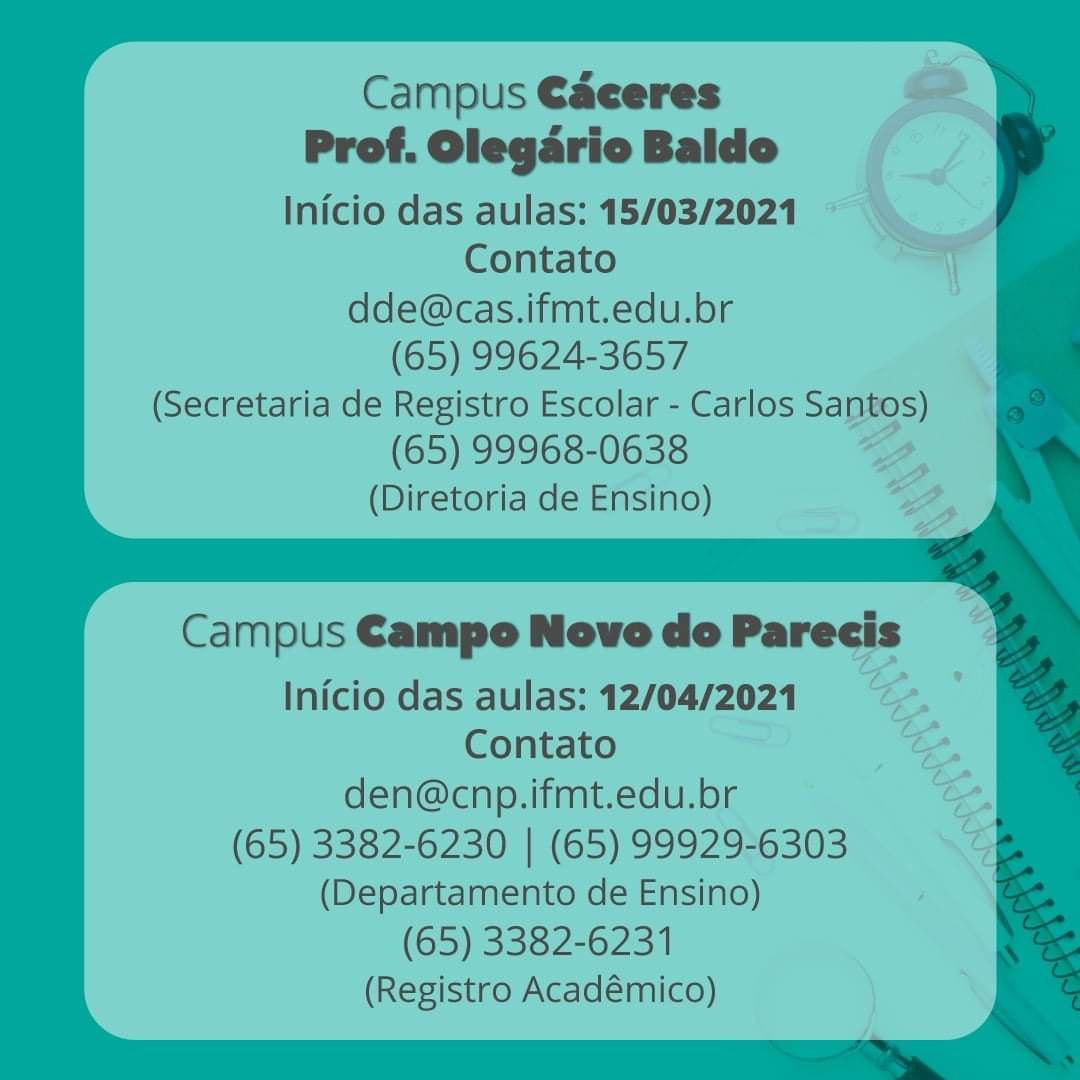 Campus Cáceres
Prof. Olegário Baldo
Início das aulas: 15/03/2021
Contato
dde@cas.ifmt.edu.br
(65) 99624-3657
(Secretaria de Registro Escolar - Carlos Santos)
(65) 99968-0638
(Diretoria de Ensino)
Campus Campo Novo do Parecis
Início das aulas: 12/04/2021
Contato
den@cnp.ifmt.edu.br
(65) 3382-6230 | (65) 99929-6303
(Departamento de Ensino)
(65) 3382-6231
(Registro Acadêmico)